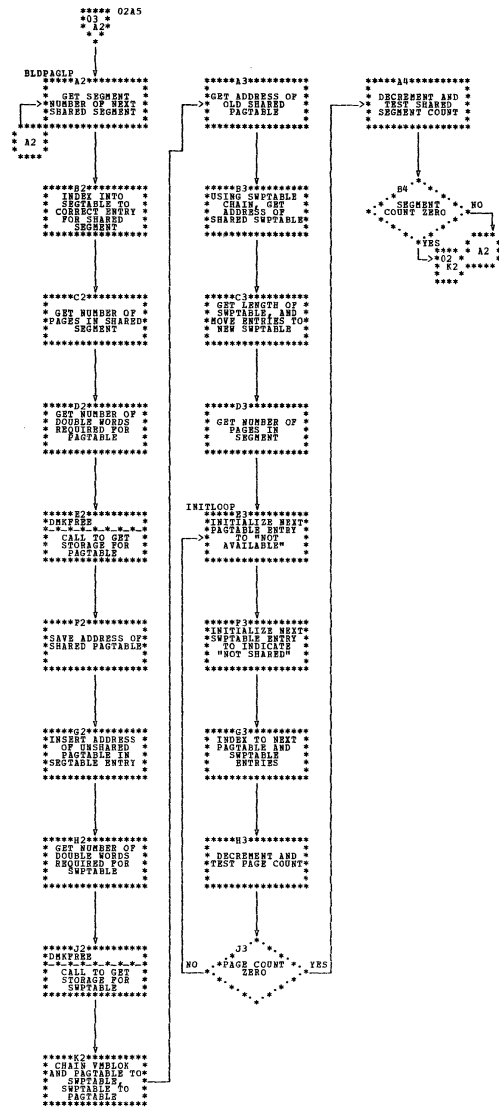 02A5
03
A2
BLDPAGLP
A2
GET SEGMENT
NUMBER OF NEXT
SHARED SEGMENT
A2
B2
INDEX INTO
SEGTABLE TO
CORRECT ENTRY
FOR SHARED
SEGMENT
C2
GET NUMBER OF
PAGES IN SHARED
SEGMENT
D2
GET NUMBER OF
DOUBLE WORDS
REQUIRED FOR
PAGTABLE
E2
DMKFREE
CALL TO GET
STORAGE FOR
PAGTABLE
F2
SAVE ADDRESS OF
SHARED PAGTABLE
G2
INSERT ADDRESS
OF UNSHARED
PAGTABLE IN
SEGTABLE ENTRY
H2
GET NUMBER OF
DOUBLE WORDS
REQUIRED FOR
SWPTABLE
J2
DMKFREE
CALL TO GET
STORAGE FOR
SWPTABLE
K2
CHAIN VMBLOK
AND PAGTABLE TO
SWPTABLE,
SWPTABLE TO
PAGTABLE
A3
GET ADDRESS OF
OLD SHARED
PAGTABLE
B3
USING SWPTABLE
CHAIN, GET
ADDRESS OF
SHARED SWPTABLE
C3
GET LENGTH OF
SWPTABLE, AND
MOVE ENTRIES TO
NEW SWPTABLE
D3
GET NUMBER OF
PAGES IN
SEGMENT
INITLOOP
E3
INITIALIZE NEXT
PAGTABLE ENTRY
TO "NOT
AVAILABLE"
F3
INITIALIZE NEXT
SWPTABLE ENTRY
TO INDICATE
"NOT SHARED"
G3
INDEX TO NEXT
PAGTABLE AND
SWPTABLE
ENTRIES
H3
DECREMENT AND
TEST PAGE COUNT
J3
NO
PAGE COUNT
ZERO
YES
A4
DECREMENT AND
TEST SHARED
SEGMENT COUNT
B4
SEGMENT
COUNT ZERO
NO
YES
A2
02
K2